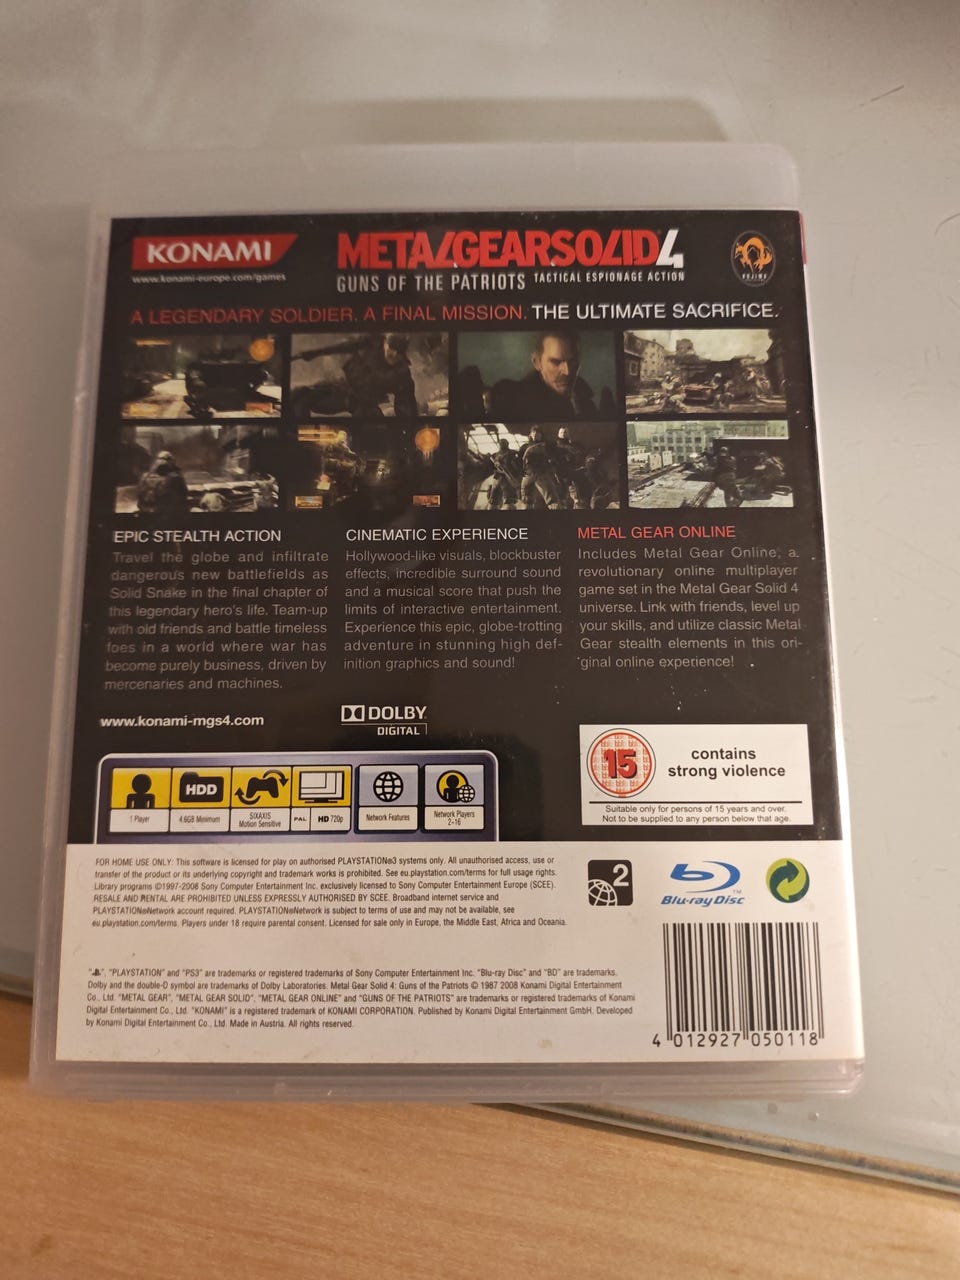 KONAMI
www.konami-europe.com/games
METAL GEAR SOLID 4
GUNS OF THE PATRIOTS TACTICAL ESPIONAGE ACTION
A LEGENDARY SOLDIER. A FINAL MISSION. THE ULTIMATE SACRIFICE.
EPIC STEALTH ACTION
Travel the globe and infiltrate
dangerous new battlefields as
Solid Snake in the final chapter of
this legendary hero's life. Team-up
with old friends and battle timeless
foes in a world where war has
become purely business, driven by
mercenaries and machines.
CINEMATIC EXPERIENCE
Hollywood-like visuals, blockbuster
effects, incredible surround sound
and a musical score that push the
limits of interactive entertainment.
Experience this epic, globe-trotting
adventure in stunning high def-
inition graphics and sound!
METAL GEAR ONLINE
Includes Metal Gear Online, a
revolutionary online multiplayer
game set in the Metal Gear Solid 4
universe. Link with friends, level up
your skills, and utilize classic Metal
Gear stealth elements in this ori-
ginal online experience!
www.konami-mgs4.com
DOLBY
DIGITAL
15
contains
strong violence
Suitable only for persons of 15 years and over.
Not to be supplied to any person below that age.
HDD
1 Player
4.6GB Minimum
SIXAXIS
Motion Sensitive
PAL HD 720p
Network Features
Network Players
2-16
FOR HOME USE ONLY: This software is licensed for play on authorised PLAYSTATION®3 systems only. All unauthorised access, use or
transfer of the product or its underlying copyright and trademark works is prohibited. See eu.playstation.com/terms for full usage rights.
Library programs ©1997-2008 Sony Computer Entertainment Inc. exclusively licensed to Sony Computer Entertainment Europe (SCEE).
RESALE AND RENTAL ARE PROHIBITED UNLESS EXPRESSLY AUTHORISED BY SCEE. Broadband internet service and
PLAYSTATION®Network account required. PLAYSTATION®Network is subject to terms of use and may not be available, see
eu.playstation.com/terms. Players under 18 require parental consent. Licensed for sale only in Europe, the Middle East, Africa and Oceania.
2
Blu-ray Disc™
"PLAYSTATION" and "PS3" are trademarks or registered trademarks of Sony Computer Entertainment Inc. "Blu-ray Disc" and "BD" are trademarks.
Dolby and the double-D symbol are trademarks of Dolby Laboratories. Metal Gear Solid 4: Guns of the Patriots © 1987 2008 Konami Digital Entertainment
Co., Ltd. "METAL GEAR", "METAL GEAR SOLID", "METAL GEAR ONLINE" and "GUNS OF THE PATRIOTS" are trademarks or registered trademarks of Konami
Digital Entertainment Co., Ltd. "KONAMI" is a registered trademark of KONAMI CORPORATION. Published by Konami Digital Entertainment GmbH. Developed
by Konami Digital Entertainment Co., Ltd. Made in Austria. All rights reserved.
4 012927 050118